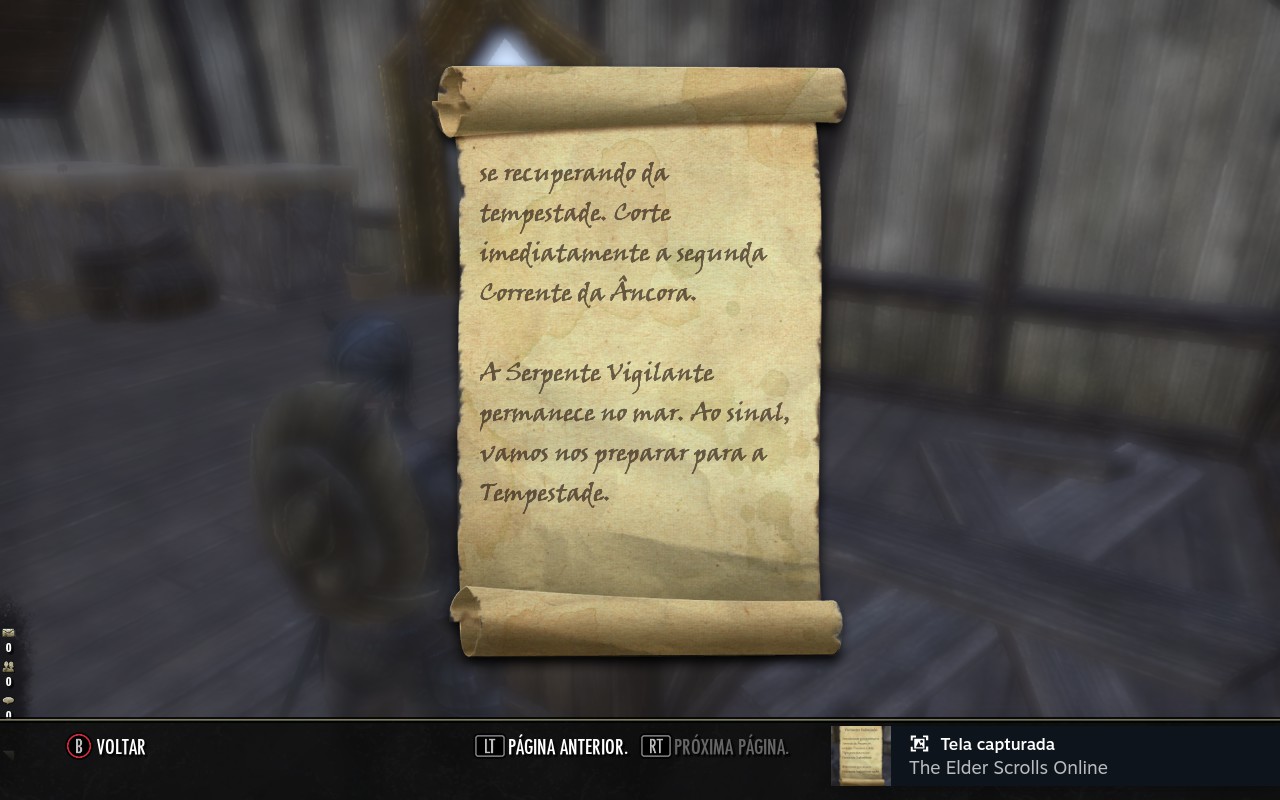 se recuperando da
tempestade. Corte
imediatamente a segunda
Corrente da Âncora.
A Serpente Vigilante
permanece no mar. Ao sinal,
vamos nos preparar para a
Tempestade.
0
0
0
B VOLTAR
LT PÁGINA ANTERIOR. RT PRÓXIMA PÁGINA.
Tela capturada
The Elder Scrolls Online